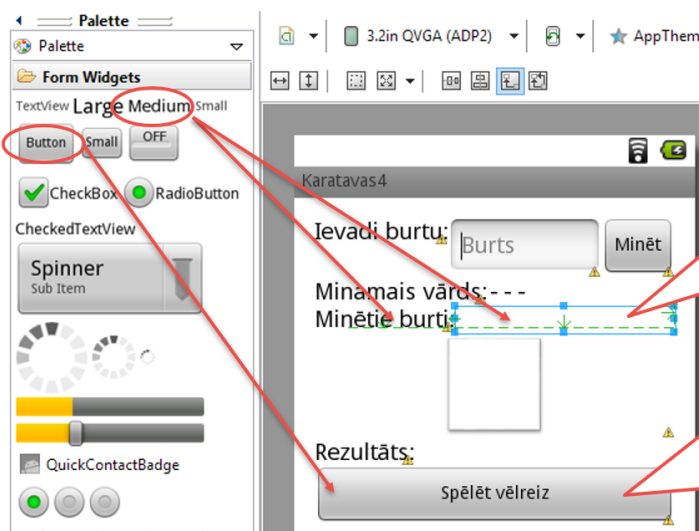 Palette
Palette
Form Widgets
TextView Large Medium Small
Button Small OFF
CheckBox RadioButton
CheckedTextView
Spinner
Sub Item
QuickContactBadge
3.2in QVGA (ADP2) AppThem
Karatavas4
Ievadi burtu: Burts Minēt
Mināmais vārds:---
Minētie burti:
Rezultāts:
Spēlēt vēlreiz